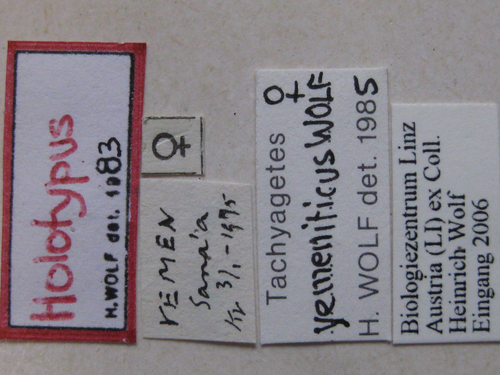 Holotypus
H. WOLF det. 1983
♀
YEMEN
Sana'a
♀
Tachyagetes
yemeniticus WOLF
H. WOLF det. 1985
Biologiezentrum Linz
Austria (LI) ex Coll.
Heinrich Wolf
Eingang 2006